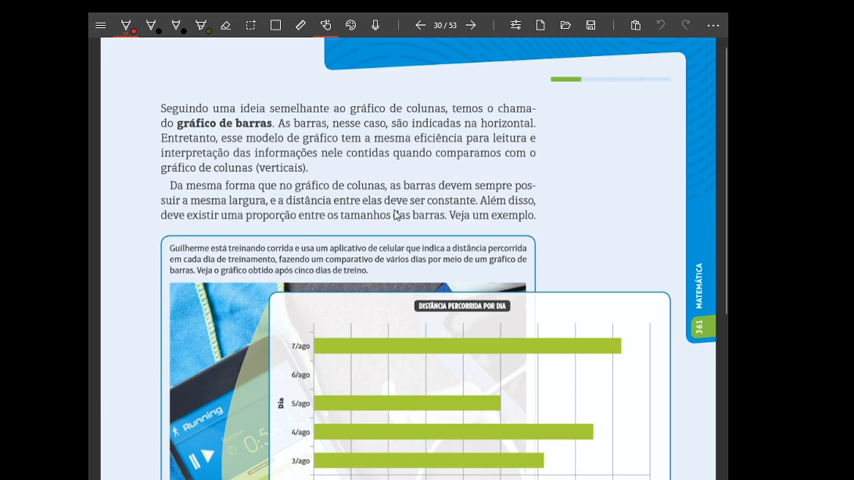 30 / 53
Seguindo uma ideia semelhante ao gráfico de colunas, temos o chama-
do gráfico de barras. As barras, nesse caso, são indicadas na horizontal.
Entretanto, esse modelo de gráfico tem a mesma eficiência para leitura e
interpretação das informações nele contidas quando comparamos com o
gráfico de colunas (verticais).
Da mesma forma que no gráfico de colunas, as barras devem sempre pos-
suir a mesma largura, e a distância entre elas deve ser constante. Além disso,
deve existir uma proporção entre os tamanhos das barras. Veja um exemplo.
Guilherme está treinando corrida e usa um aplicativo de celular que indica a distância percorrida
em cada dia de treinamento, fazendo um comparativo de vários dias por meio de um gráfico de
barras. Veja o gráfico obtido após cinco dias de treino.
DISTÂNCIA PERCORRIDA POR DIA
7/ago
6/ago
5/ago
4/ago
3/ago
Dia
Running
MATEMÁTICA
361